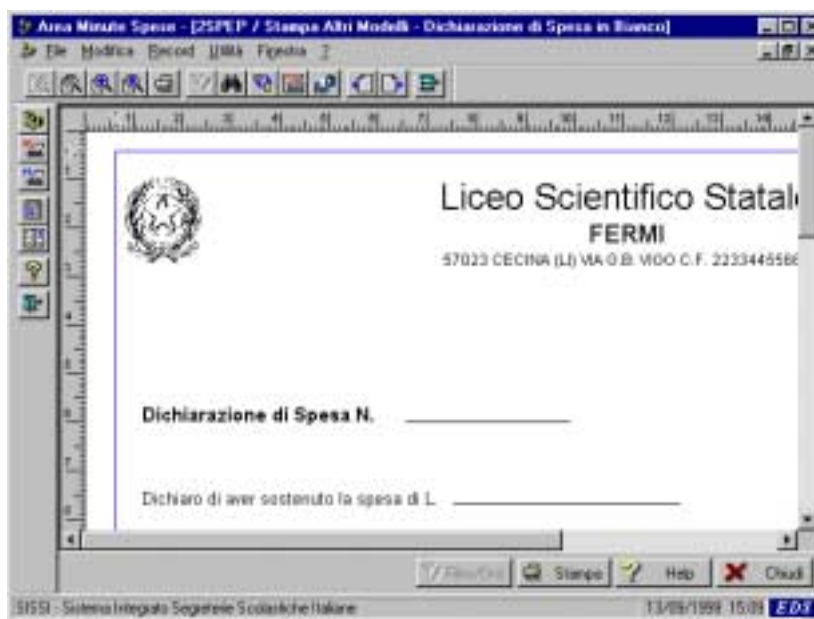 Area Minute Spese - [2SPEP / Stampa Altri Modelli - Dichiarazione di Spesa in Bianco]
File Modifica Record Utilità Finestra ?
Liceo Scientifico Statale
FERMI
57023 CECINA (LI) VIA G.B. VICO C.F. 2233445566
Dichiarazione di Spesa N.
Dichiaro di aver sostenuto la spesa di L.
Stampa Help Chiudi
SISSI - Sistema Integrato Segreterie Scolastiche Italiane 13/09/1999 15:09 EDS